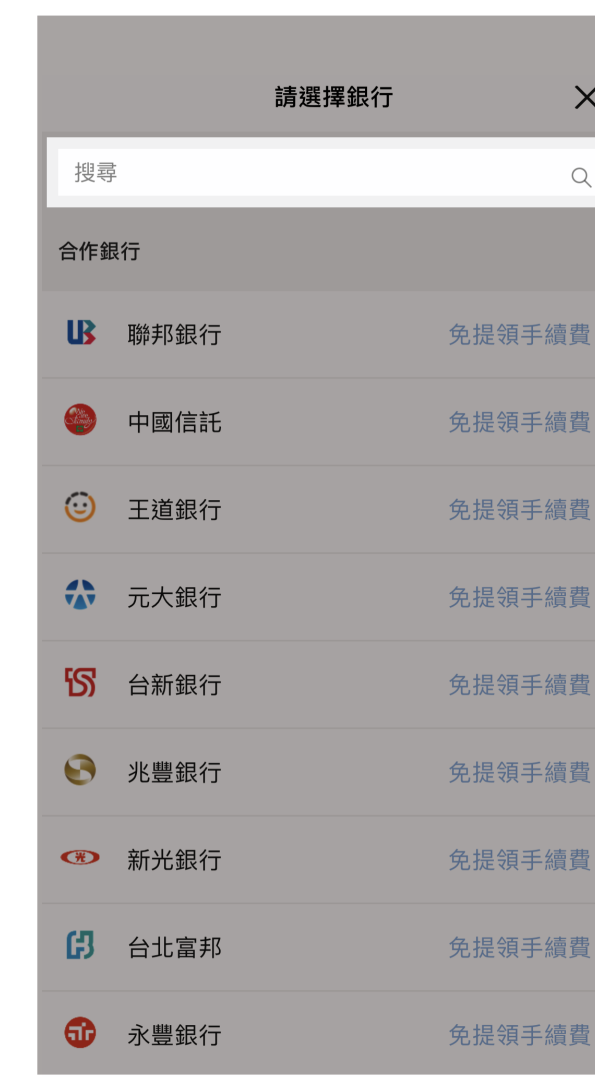 請選擇銀行
搜尋
合作銀行
聯邦銀行 免提領手續費
中國信託 免提領手續費
王道銀行 免提領手續費
元大銀行 免提領手續費
台新銀行 免提領手續費
兆豐銀行 免提領手續費
光 新光銀行 免提領手續費
台北富邦 免提領手續費
永豐銀行 免提領手續費